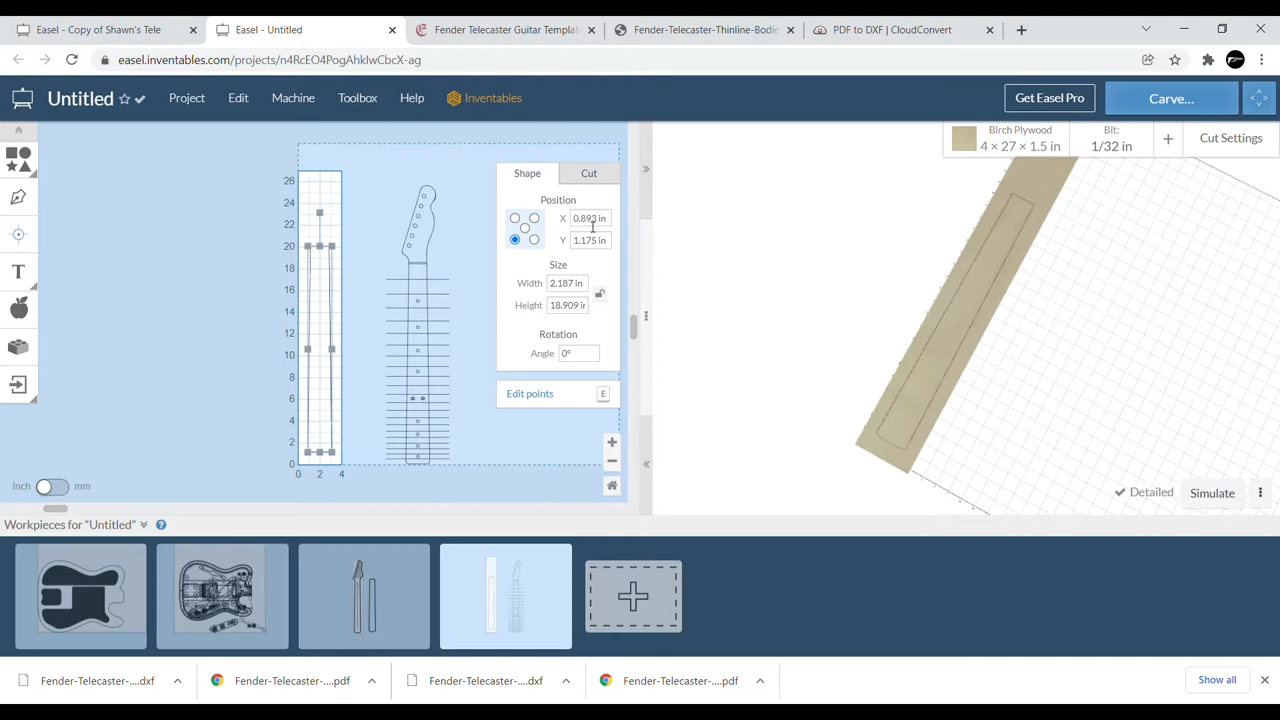 Easel - Copy of Shawn's Tele
Easel - Untitled
Fender Telecaster Guitar Templat
Fender-Telecaster-Thinline-Bodie
PDF to DXF | CloudConvert
easel.inventables.com/projects/n4RcEO4PogAhkIwCbcX-ag
Untitled
Project
Edit
Machine
Toolbox
Help
Inventables
Get Easel Pro
Carve...
Birch Plywood
4 × 27 × 1.5 in
Bit:
1/32 in
Cut Settings
Shape
Cut
Position
X 0.893 in
Y 1.175 in
Size
Width 2.187 in
Height 18.909 in
Rotation
Angle 0°
Edit points E
T
26
24
22
20
18
16
14
12
10
8
6
4
2
0
0 2 4
Inch mm
Detailed
Simulate
Workpieces for “Untitled”
Fender-Telecaster-....dxf
Fender-Telecaster-....pdf
Fender-Telecaster-....dxf
Fender-Telecaster-....pdf
Show all